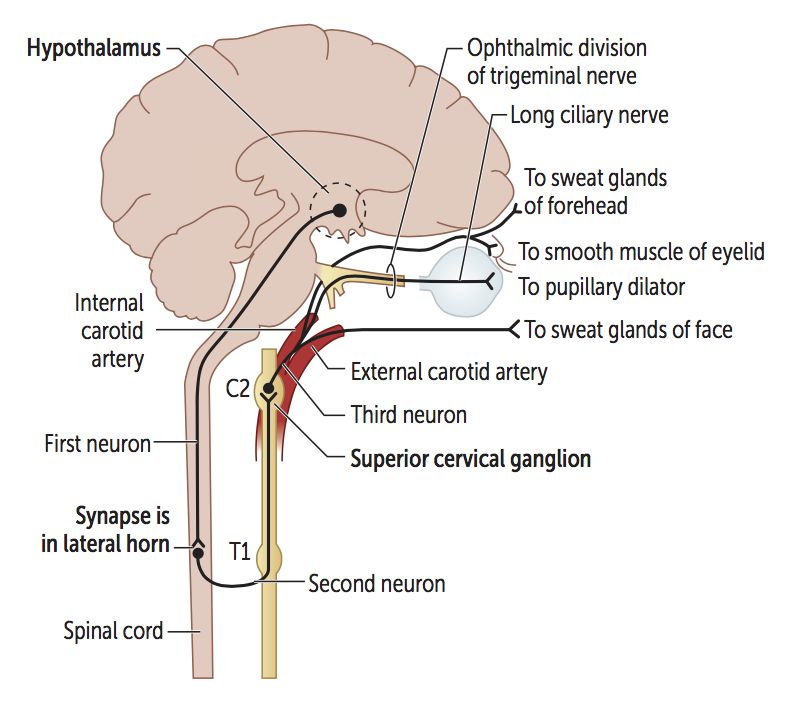 Hypothalamus
Ophthalmic division
of trigeminal nerve
Long ciliary nerve
To sweat glands
of forehead
To smooth muscle of eyelid
To pupillary dilator
To sweat glands of face
Internal
carotid
artery
External carotid artery
C2
Third neuron
First neuron
Superior cervical ganglion
Synapse is
in lateral horn
T1
Second neuron
Spinal cord